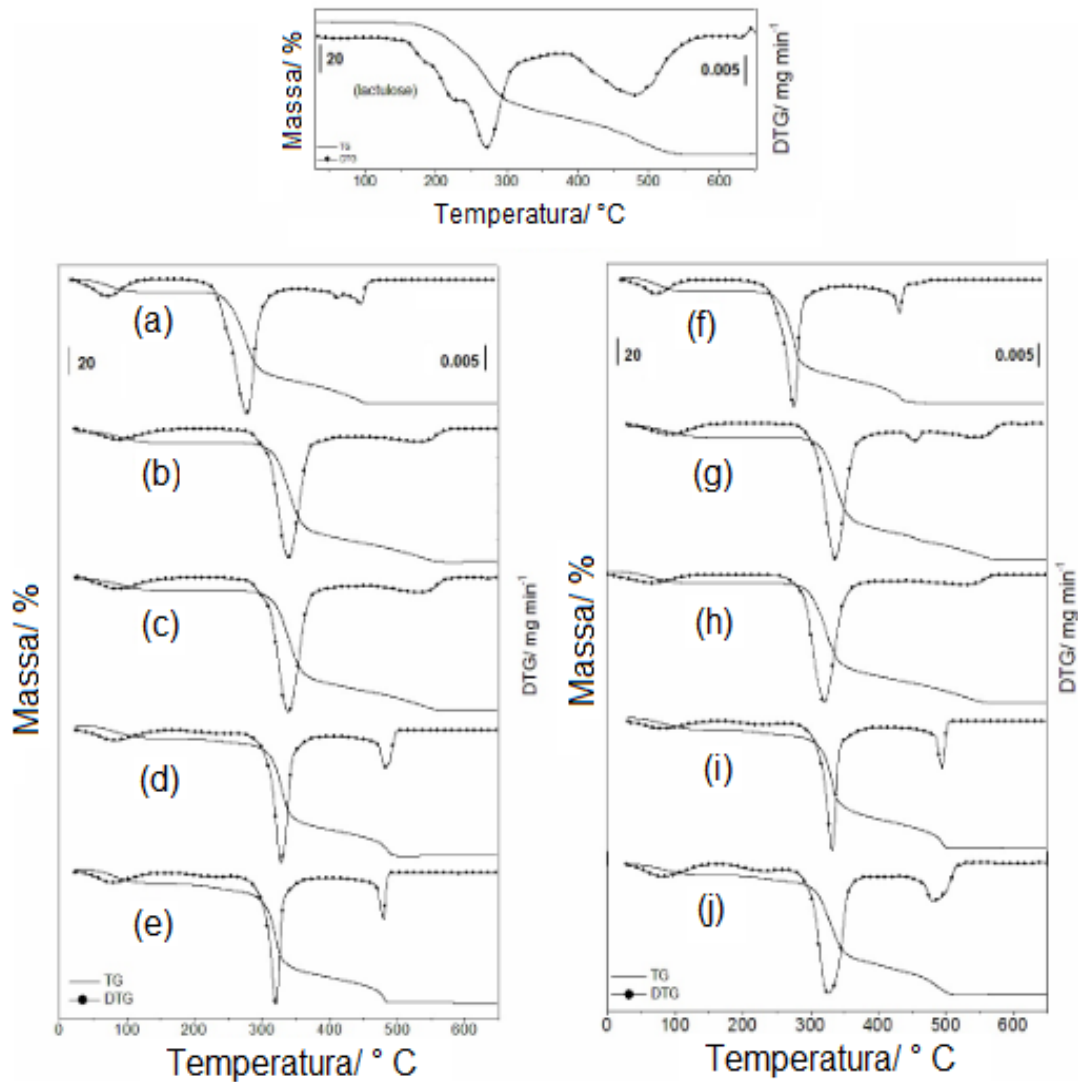 Massa/ %
20
(lactulose)
TG
DTG
0.005
DTG/ mg min-1
100 200 300 400 500 600
Temperatura/ °C
Massa/ %
(a)
20
0.005
(b)
(c)
(d)
(e)
TG
DTG
DTG/ mg min-1
0 100 200 300 400 500 600
Temperatura/ ° C
Massa/ %
(f)
20
0.005
(g)
(h)
(i)
(j)
TG
DTG
DTG/ mg min-1
0 100 200 300 400 500 600
Temperatura/ ° C